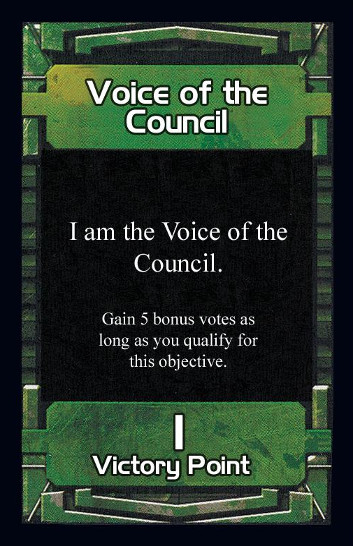 Voice of the
Council
I am the Voice of the
Council.
Gain 5 bonus votes as
long as you qualify for
this objective.
1
Victory Point